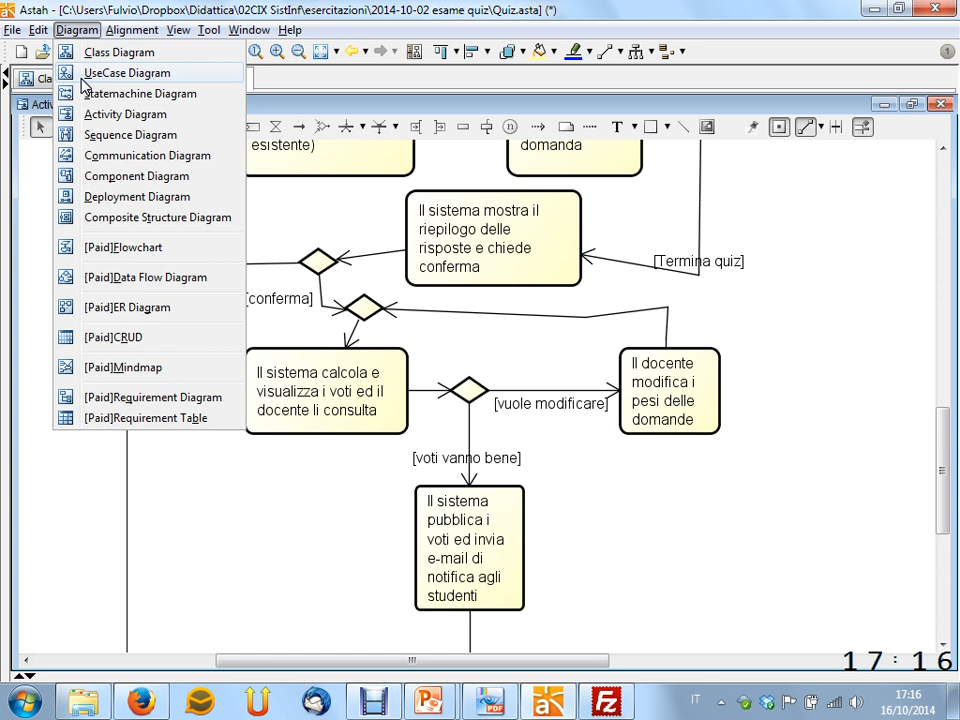 Astah - [C:\Users\Fulvio\Dropbox\Didattica\02CIX SistInf\esercitazioni\2014-10-02 esame quiz\Quiz.asta] (*)
File Edit Diagram Alignment View Tool Window Help
1
Cla
Activ
Class Diagram
UseCase Diagram
Statemachine Diagram
Activity Diagram
Sequence Diagram
Communication Diagram
Component Diagram
Deployment Diagram
Composite Structure Diagram
[Paid]Flowchart
[Paid]Data Flow Diagram
[Paid]ER Diagram
[Paid]CRUD
[Paid]Mindmap
[Paid]Requirement Diagram
[Paid]Requirement Table
esistente)
domanda
Il sistema mostra il
riepilogo delle
risposte e chiede
conferma
[Termina quiz]
[conferma]
Il sistema calcola e
visualizza i voti ed il
docente li consulta
[vuole modificare]
Il docente
modifica i
pesi delle
domande
[voti vanno bene]
Il sistema
pubblica i
voti ed invia
e-mail di
notifica agli
studenti
17:16
IT
17:16
16/10/2014